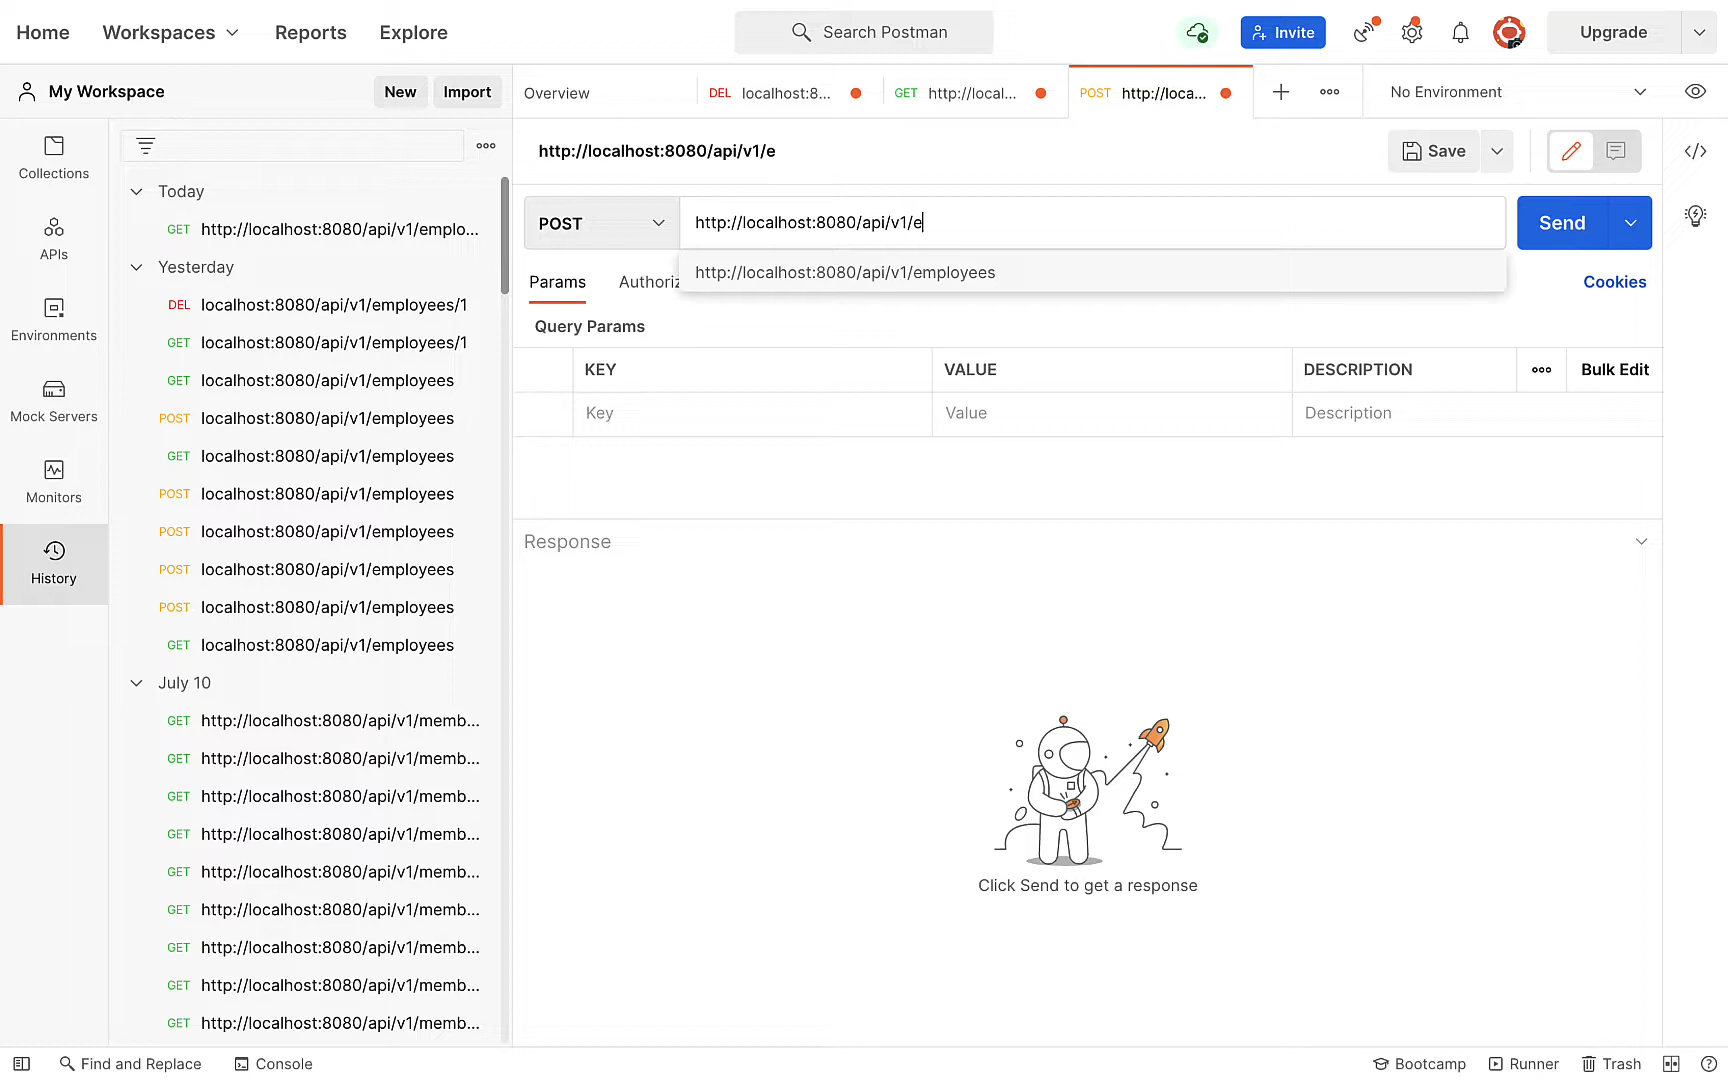 Home
Workspaces
Reports
Explore
Search Postman
Invite
Upgrade
My Workspace
New
Import
Overview
DEL localhost:8...
GET http://local...
POST http://loca...
No Environment
Collections
APIs
Environments
Mock Servers
Monitors
History
Today
GET http://localhost:8080/api/v1/emplo...
Yesterday
DEL localhost:8080/api/v1/employees/1
GET localhost:8080/api/v1/employees/1
GET localhost:8080/api/v1/employees
POST localhost:8080/api/v1/employees
GET localhost:8080/api/v1/employees
POST localhost:8080/api/v1/employees
POST localhost:8080/api/v1/employees
POST localhost:8080/api/v1/employees
POST localhost:8080/api/v1/employees
GET localhost:8080/api/v1/employees
July 10
GET http://localhost:8080/api/v1/memb...
GET http://localhost:8080/api/v1/memb...
GET http://localhost:8080/api/v1/memb...
GET http://localhost:8080/api/v1/memb...
GET http://localhost:8080/api/v1/memb...
GET http://localhost:8080/api/v1/memb...
GET http://localhost:8080/api/v1/memb...
GET http://localhost:8080/api/v1/memb...
GET http://localhost:8080/api/v1/memb...
http://localhost:8080/api/v1/e
Save
POST
http://localhost:8080/api/v1/e
Send
http://localhost:8080/api/v1/employees
Params
Authoriz
Cookies
Query Params
KEY
VALUE
DESCRIPTION
Bulk Edit
Key
Value
Description
Response
Click Send to get a response
Find and Replace
Console
Bootcamp
Runner
Trash